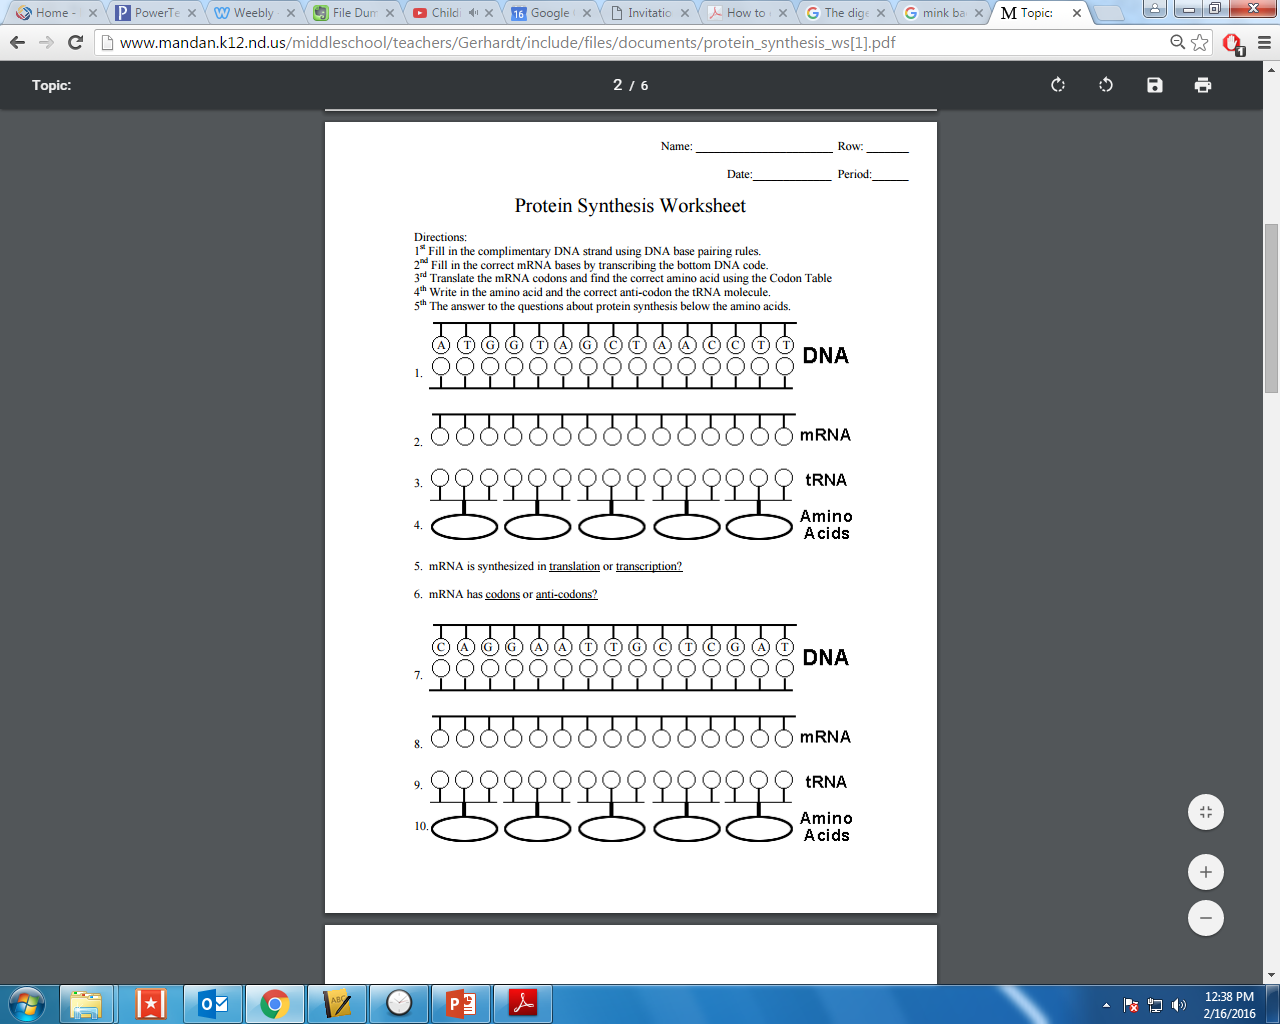 Home -
PowerTe
Weekly
File Dum
Childr
Google
Invitatio
How to
The dige
mink ba
M Topic:
www.mandan.k12.nd.us/middleschool/teachers/Gerhardt/include/files/documents/protein_synthesis_ws[1].pdf
Topic:
2 / 6
Name: ______________________ Row: _______
Date:_____________ Period:______
Protein Synthesis Worksheet
Directions:
1st Fill in the complimentary DNA strand using DNA base pairing rules.
2nd Fill in the correct mRNA bases by transcribing the bottom DNA code.
3rd Translate the mRNA codons and find the correct amino acid using the Codon Table
4th Write in the amino acid and the correct anti-codon the tRNA molecule.
5th The answer to the questions about protein synthesis below the amino acids.
A T G G T A G C T A A C C T T
DNA
1.
2. mRNA
3. tRNA
4. Amino
Acids
5. mRNA is synthesized in translation or transcription?
6. mRNA has codons or anti-codons?
C A G G A A T T G C T C G A T
DNA
7.
8. mRNA
9. tRNA
10. Amino
Acids
12:38 PM
2/16/2016